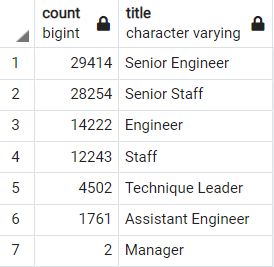 count title
bigint character varying
1 29414 Senior Engineer
2 28254 Senior Staff
3 14222 Engineer
4 12243 Staff
5 4502 Technique Leader
6 1761 Assistant Engineer
7 2 Manager